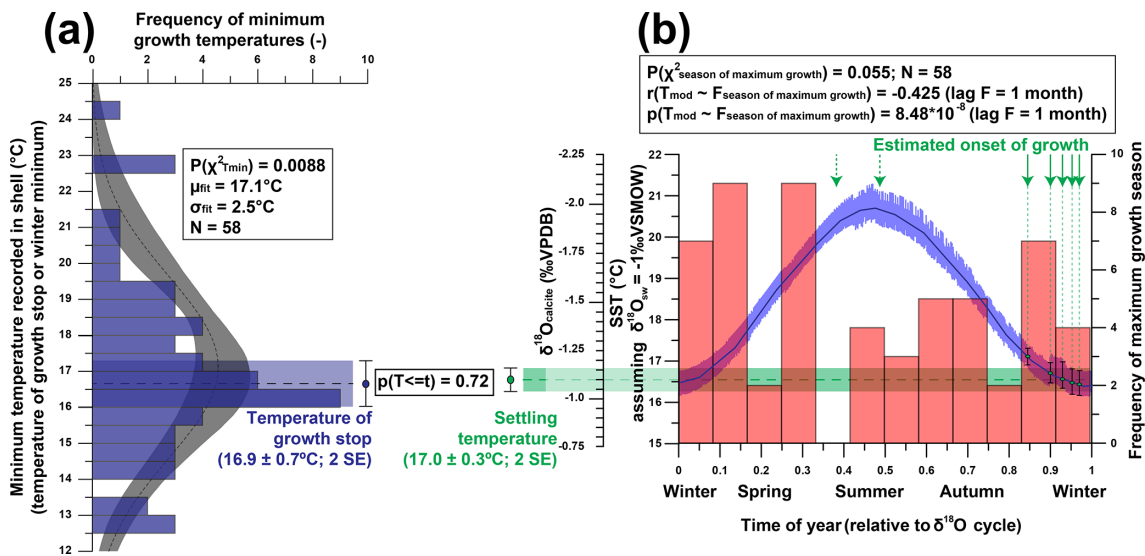 (a)
Frequency of minimum
growth temperatures (-)
0 2 4 6 8 10
25
24
23
22
21
20
19
18
17
16
15
14
13
12
Minimum temperature recorded in shell (°C)
(temperature of growth stop or winter minimum)
P(χ²Tmin) = 0.0088
μfit = 17.1°C
σfit = 2.5°C
N = 58
p(T<=t) = 0.72
Temperature of
growth stop
(16.9 ± 0.7°C; 2 SE)
Settling
temperature
(17.0 ± 0.3°C; 2 SE)
(b)
P(χ²season of maximum growth) = 0.055; N = 58
r(Tmod ~ Fseason of maximum growth) = -0.425 (lag F = 1 month)
p(Tmod ~ Fseason of maximum growth) = 8.48*10⁻⁸ (lag F = 1 month)
Estimated onset of growth
-2.25
-2.0
-1.75
-1.5
-1.25
-1.0
-0.75
δ¹⁸Ocalcite (‰VPDB)
SST (°C)
assuming δ¹⁸Osw = -1‰VSMOW
22
21
20
19
18
17
16
15
10
8
6
4
2
0
Frequency of maximum growth season
0 0.1 0.2 0.3 0.4 0.5 0.6 0.7 0.8 0.9 1
Winter Spring Summer Autumn Winter
Time of year (relative to δ¹⁸O cycle)